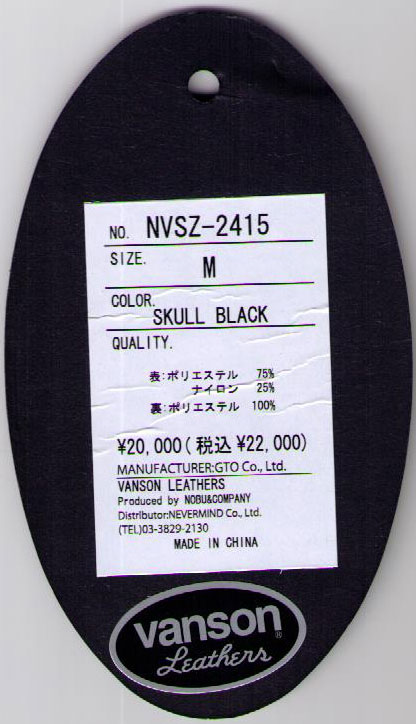 NO. NVSZ-2415
SIZE. M
COLOR. SKULL BLACK
QUALITY.
表:ポリエステル 75%
ナイロン 25%
裏:ポリエステル 100%
¥20,000(税込¥22,000)
MANUFACTURER:GTO Co., Ltd.
VANSON LEATHERS
Produced by NOBU&COMPANY
Distributor:NEVERMIND Co., Ltd.
(TEL)03-3829-2130
MADE IN CHINA
vanson®
Leathers